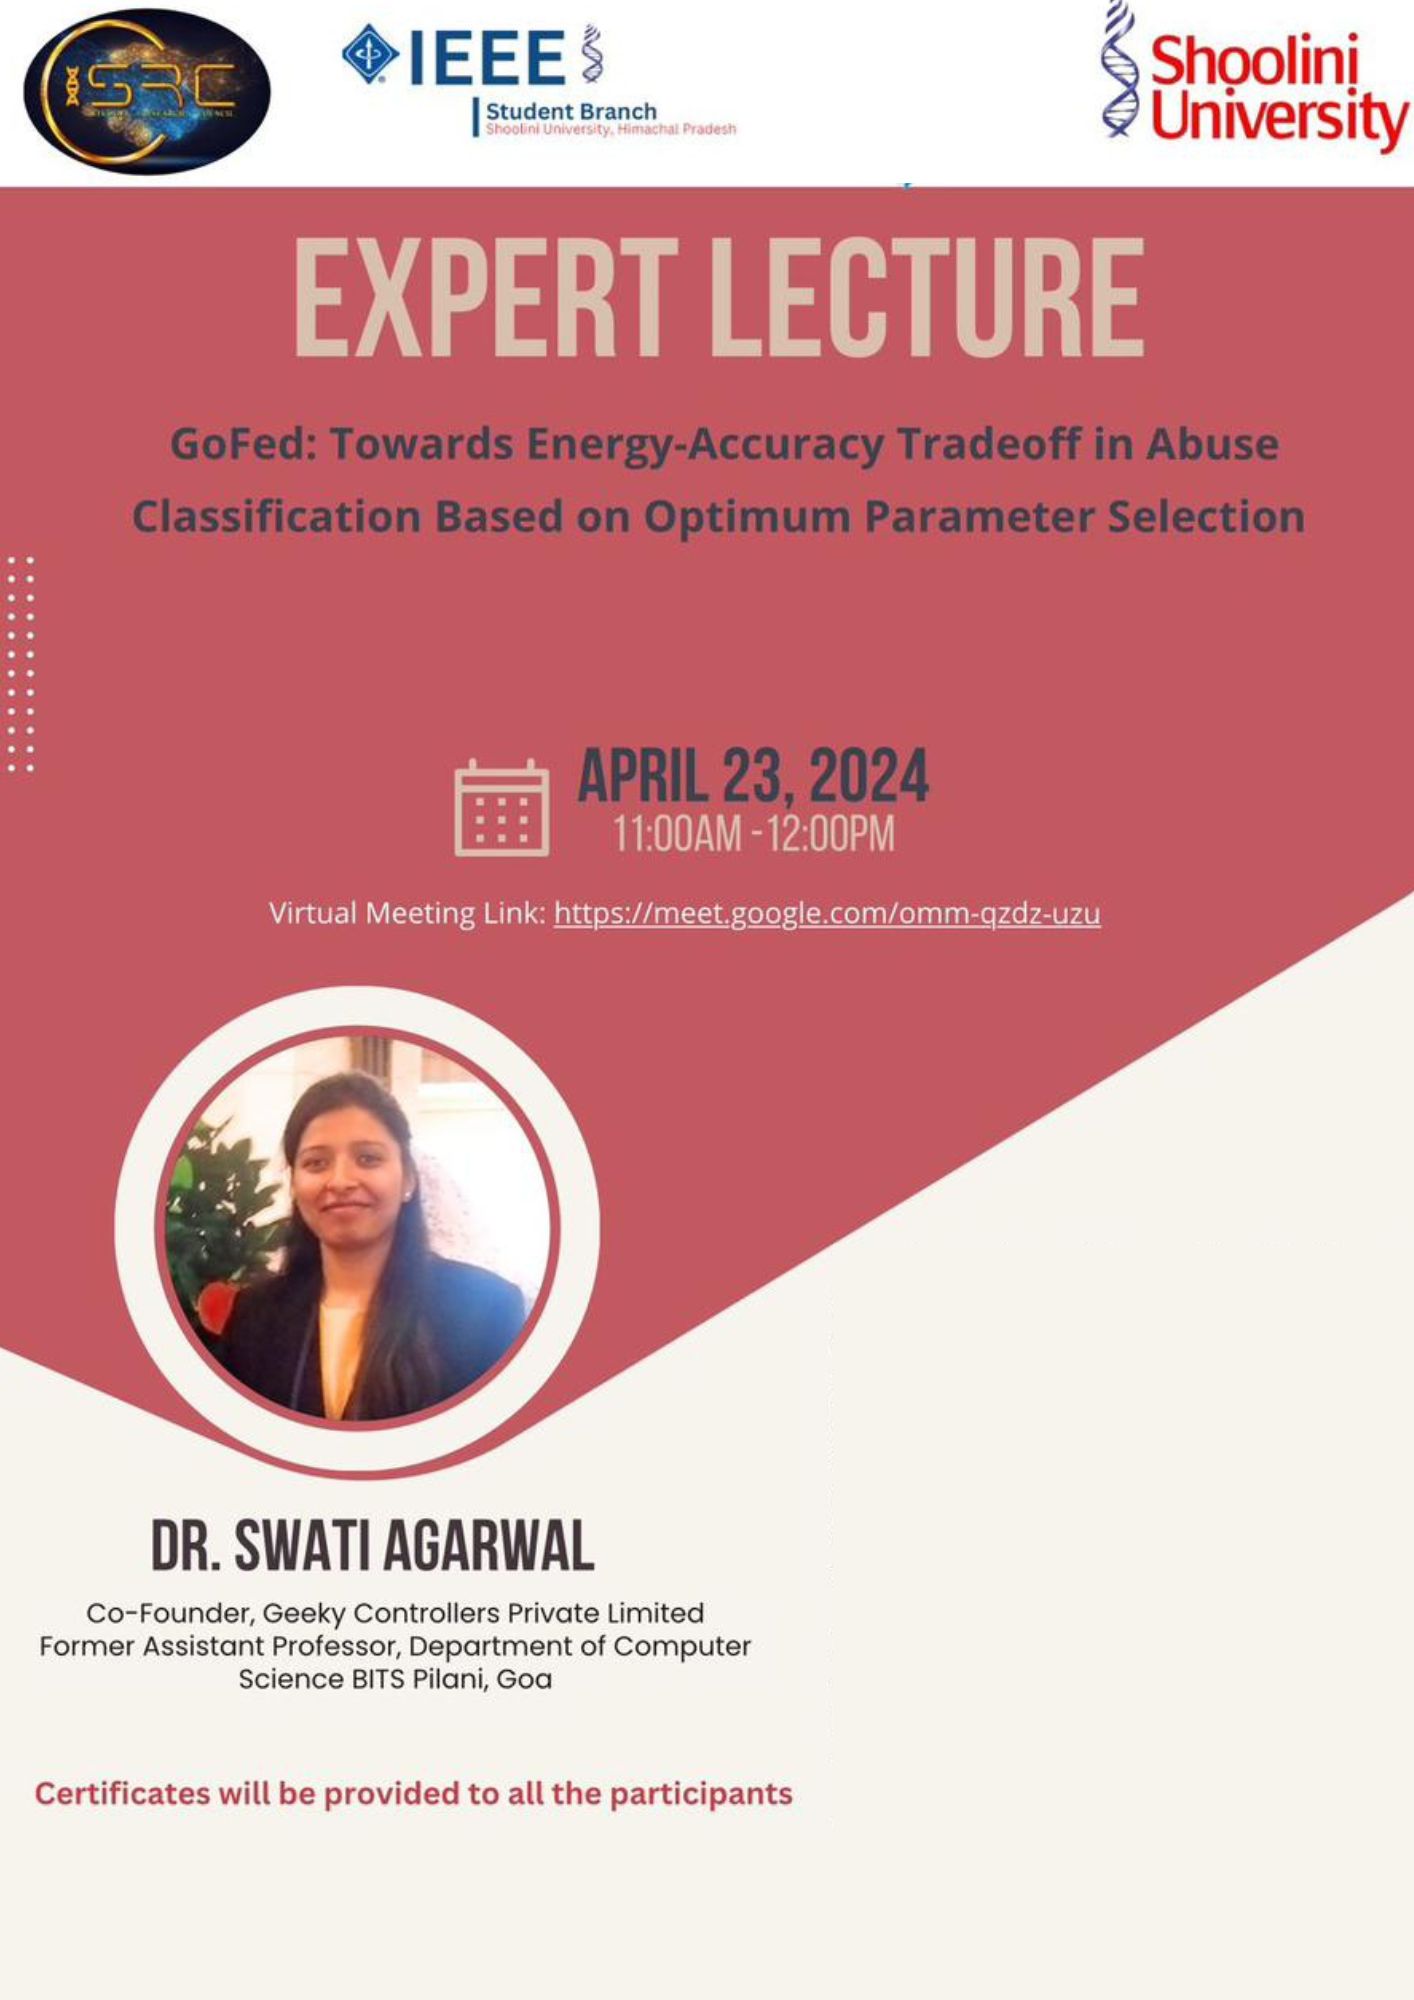 SRC
IEEE
Student Branch
Shoolini University, Himachal Pradesh
Shoolini
University
EXPERT LECTURE
GoFed: Towards Energy-Accuracy Tradeoff in Abuse
Classification Based on Optimum Parameter Selection
APRIL 23, 2024
11:00AM -12:00PM
Virtual Meeting Link: https://meet.google.com/omm-qzdz-uzu
DR. SWATI AGARWAL
Co-Founder, Geeky Controllers Private Limited
Former Assistant Professor, Department of Computer
Science BITS Pilani, Goa
Certificates will be provided to all the participants